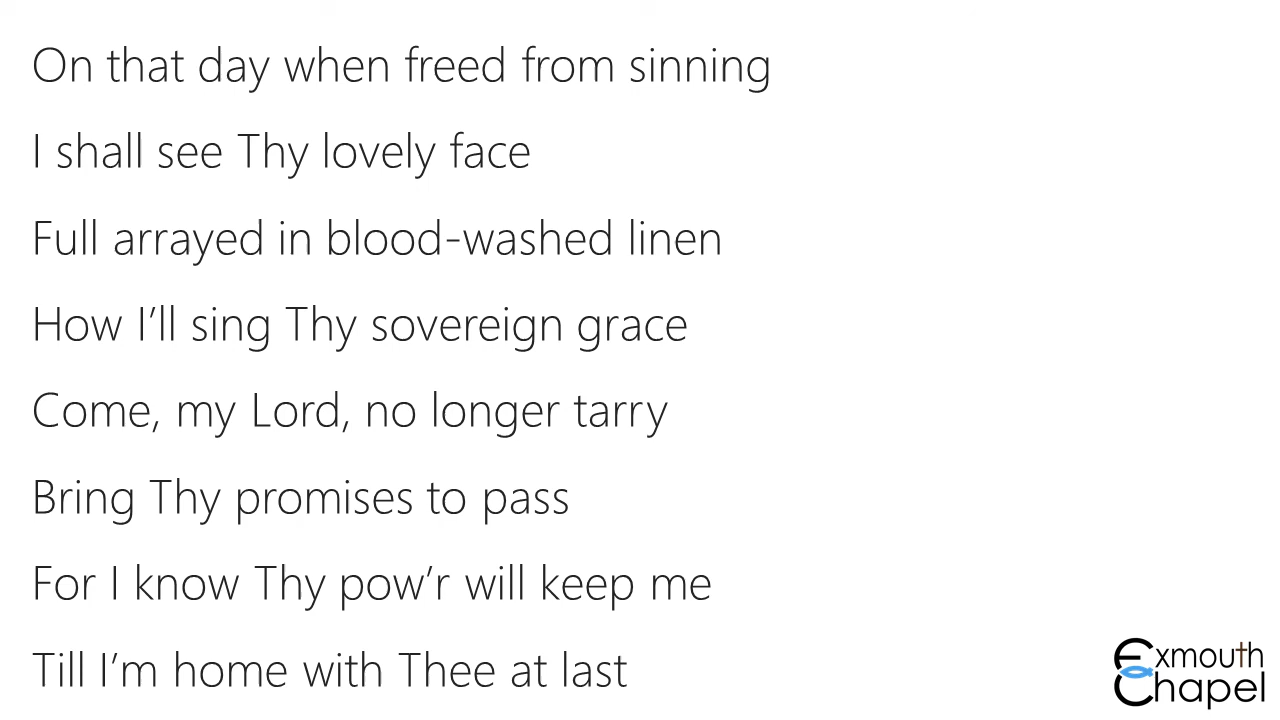 On that day when freed from sinning
I shall see Thy lovely face
Full arrayed in blood-washed linen
How I’ll sing Thy sovereign grace
Come, my Lord, no longer tarry
Bring Thy promises to pass
For I know Thy pow’r will keep me
Till I’m home with Thee at last
Exmouth
Chapel